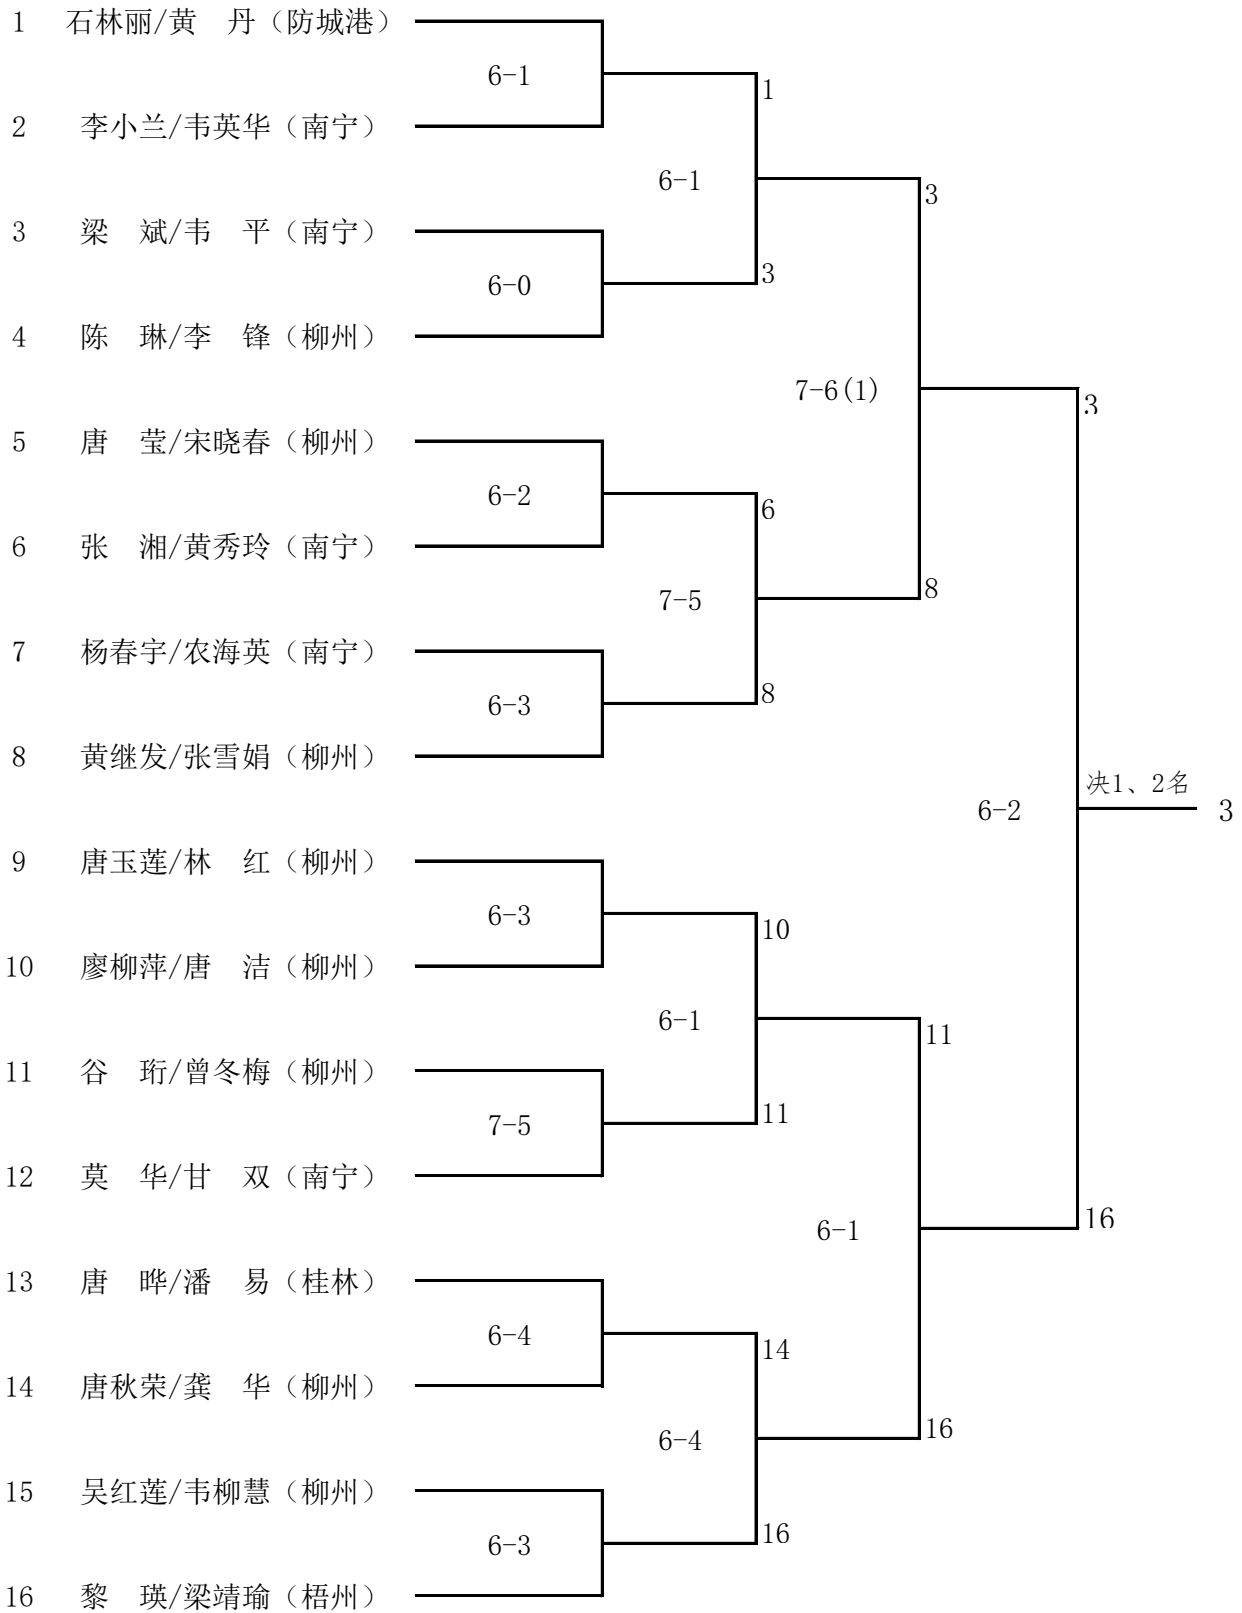 1 石林丽/黄 丹（防城港）
6-1
1
2 李小兰/韦英华（南宁）
6-1
3
3 梁 斌/韦 平（南宁）
6-0
3
4 陈 琳/李 锋（柳州）
7-6(1)
3
5 唐 莹/宋晓春（柳州）
6-2
6
6 张 湘/黄秀玲（南宁）
7-5
8
7 杨春宇/农海英（南宁）
6-3
8
8 黄继发/张雪娟（柳州）
6-2
决1、2名
3
9 唐玉莲/林 红（柳州）
6-3
10
10 廖柳萍/唐 洁（柳州）
6-1
11
11 谷 珩/曾冬梅（柳州）
7-5
11
12 莫 华/甘 双（南宁）
6-1
16
13 唐 晔/潘 易（桂林）
6-4
14
14 唐秋荣/龚 华（柳州）
6-4
16
15 吴红莲/韦柳慧（柳州）
6-3
16
16 黎 瑛/梁靖瑜（梧州）